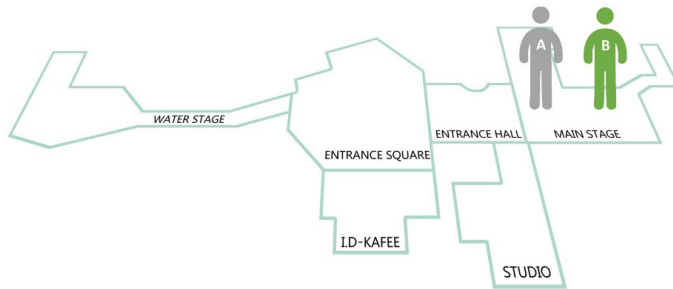 A B
WATER STAGE
ENTRANCE SQUARE
ENTRANCE HALL
MAIN STAGE
I.D-KAFEE
STUDIO